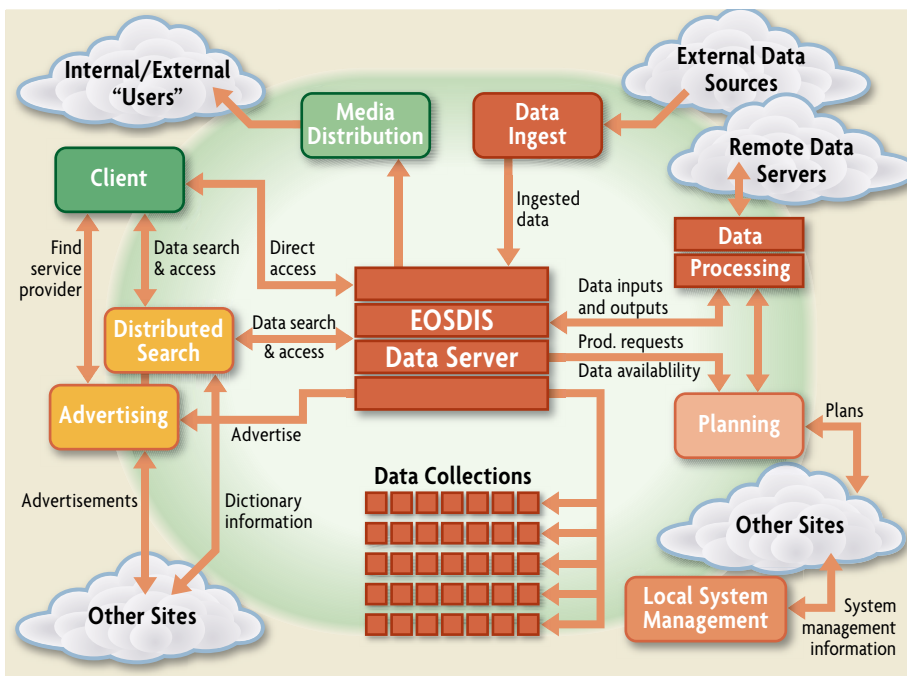 Internal/External
“Users”
Media
Distribution
Data
Ingest
External Data
Sources
Remote Data
Servers
Client
Ingested
data
Data
Processing
Find
service
provider
Data search
& access
Direct
access
Data inputs
and outputs
EOSDIS
Data Server
Distributed
Search
Data search
& access
Prod. requests
Data availablility
Advertising
Advertise
Planning
Plans
Data Collections
Advertisements
Dictionary
information
Other Sites
Other Sites
Local System
Management
System
management
information